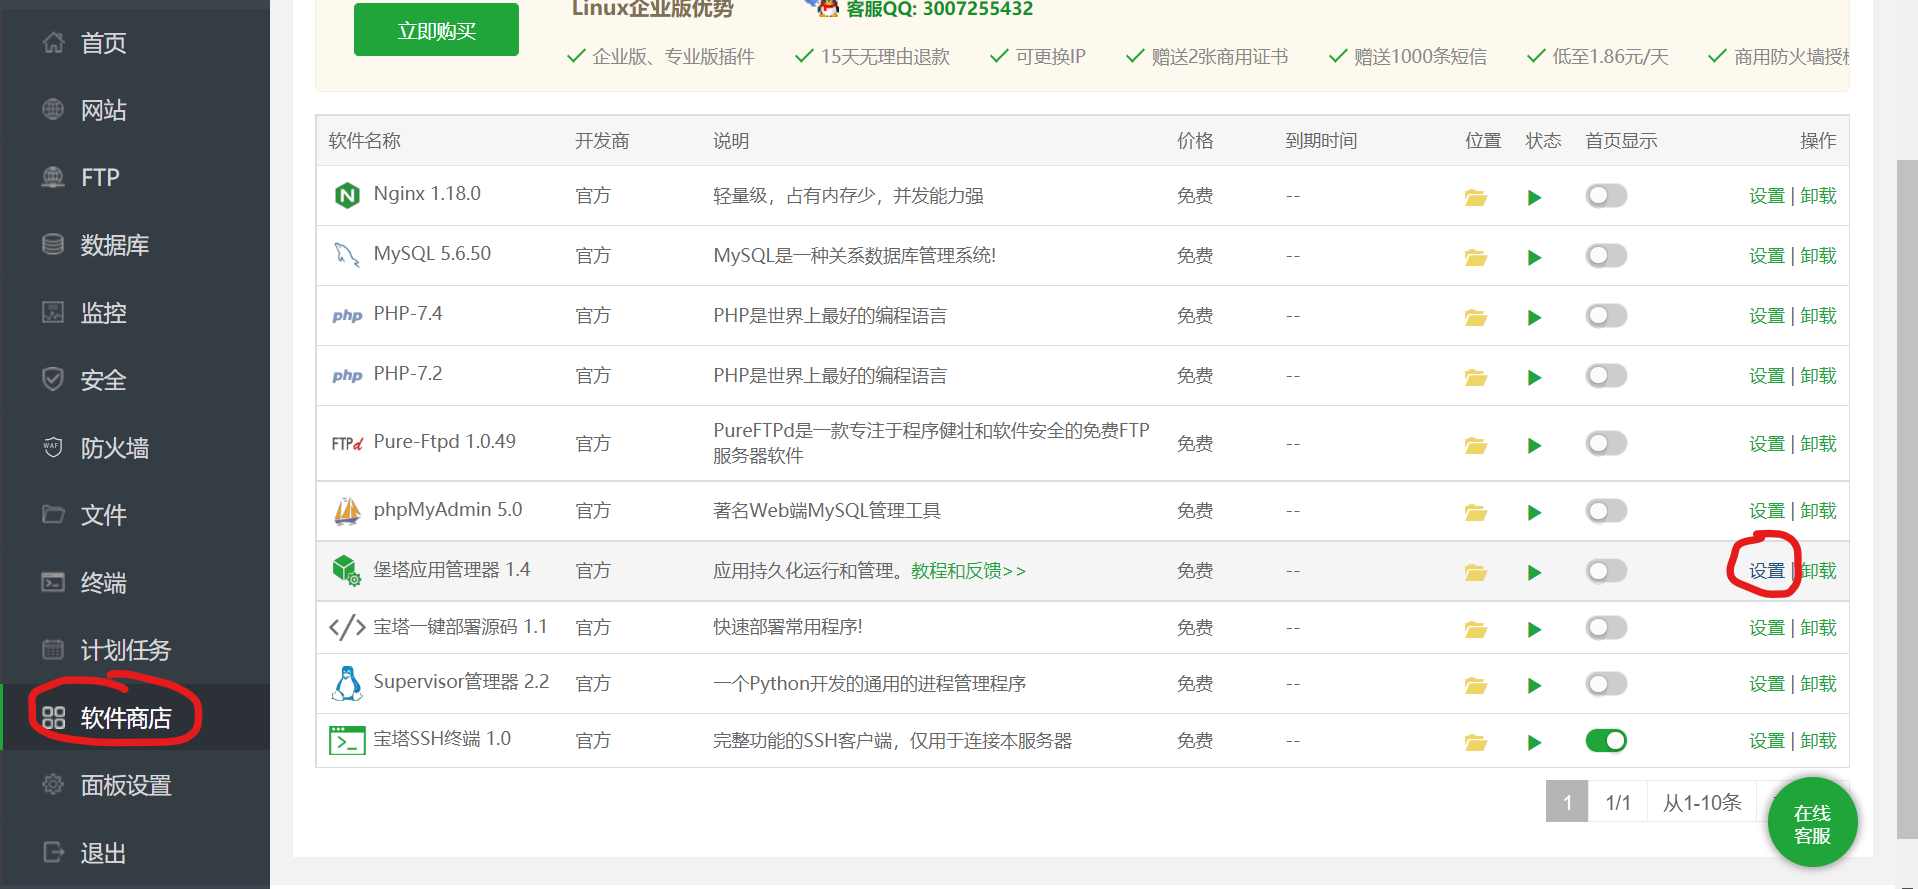 首页
网站
FTP
数据库
监控
安全
WAF 防火墙
文件
终端
计划任务
软件商店
面板设置
退出
立即购买
Linux企业版优势 客服QQ: 3007255432
企业版、专业版插件 15天无理由退款 可更换IP 赠送2张商用证书 赠送1000条短信 低至1.86元/天 商用防火墙授权
软件名称 开发商 说明 价格 到期时间 位置 状态 首页显示 操作
N Nginx 1.18.0 官方 轻量级，占有内存少，并发能力强 免费 -- 设置 | 卸载
MySQL 5.6.50 官方 MySQL是一种关系数据库管理系统! 免费 -- 设置 | 卸载
php PHP-7.4 官方 PHP是世界上最好的编程语言 免费 -- 设置 | 卸载
php PHP-7.2 官方 PHP是世界上最好的编程语言 免费 -- 设置 | 卸载
FTPd Pure-Ftpd 1.0.49 官方 PureFTPd是一款专注于程序健壮和软件安全的免费FTP
服务器软件 免费 -- 设置 | 卸载
phpMyAdmin 5.0 官方 著名Web端MySQL管理工具 免费 -- 设置 | 卸载
堡塔应用管理器 1.4 官方 应用持久化运行和管理。教程和反馈>> 免费 -- 设置 | 卸载
宝塔一键部署源码 1.1 官方 快速部署常用程序! 免费 -- 设置 | 卸载
Supervisor管理器 2.2 官方 一个Python开发的通用的进程管理程序 免费 -- 设置 | 卸载
宝塔SSH终端 1.0 官方 完整功能的SSH客户端，仅用于连接本服务器 免费 -- 设置 | 卸载
1 1/1 从1-10条
在线
客服